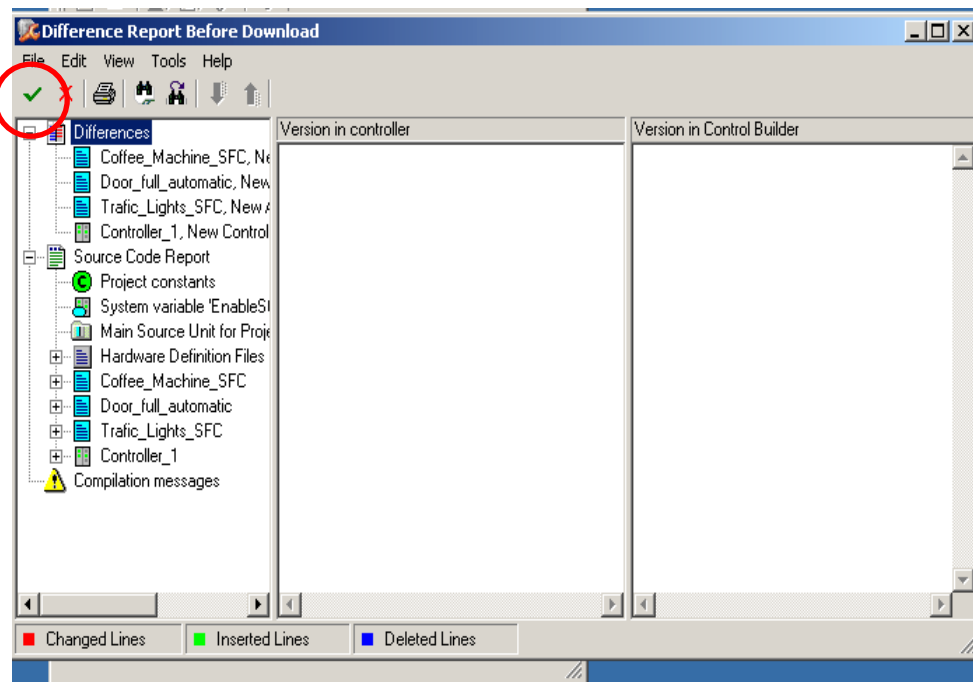 Difference Report Before Download
File Edit View Tools Help
Differences
Coffee_Machine_SFC, Ne
Door_full_automatic, New
Trafic_Lights_SFC, New A
Controller_1, New Control
Source Code Report
C Project constants
System variable 'EnableSt
Main Source Unit for Proje
Hardware Definition Files
Coffee_Machine_SFC
Door_full_automatic
Trafic_Lights_SFC
Controller_1
Compilation messages
Version in controller
Version in Control Builder
Changed Lines Inserted Lines Deleted Lines